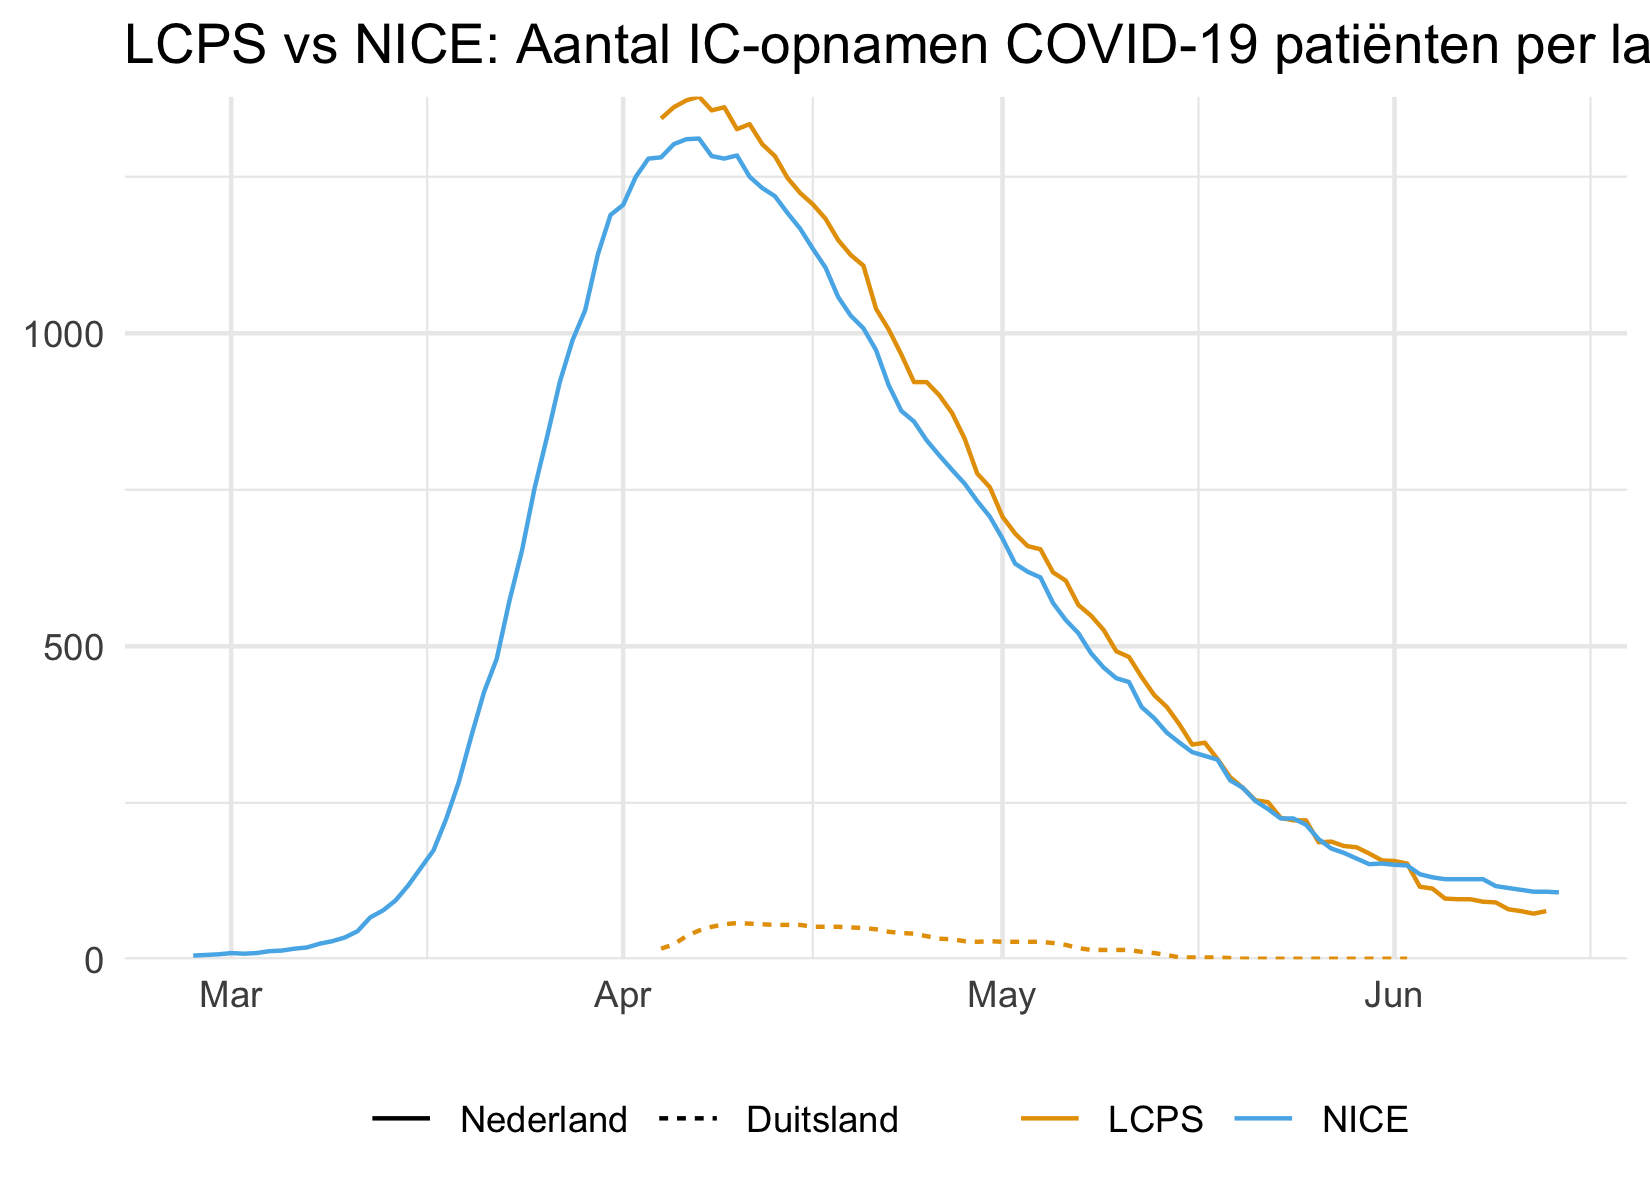 LCPS vs NICE: Aantal IC-opnamen COVID-19 patiënten per la
1000
500
0
Mar Apr May Jun
Nederland Duitsland LCPS NICE